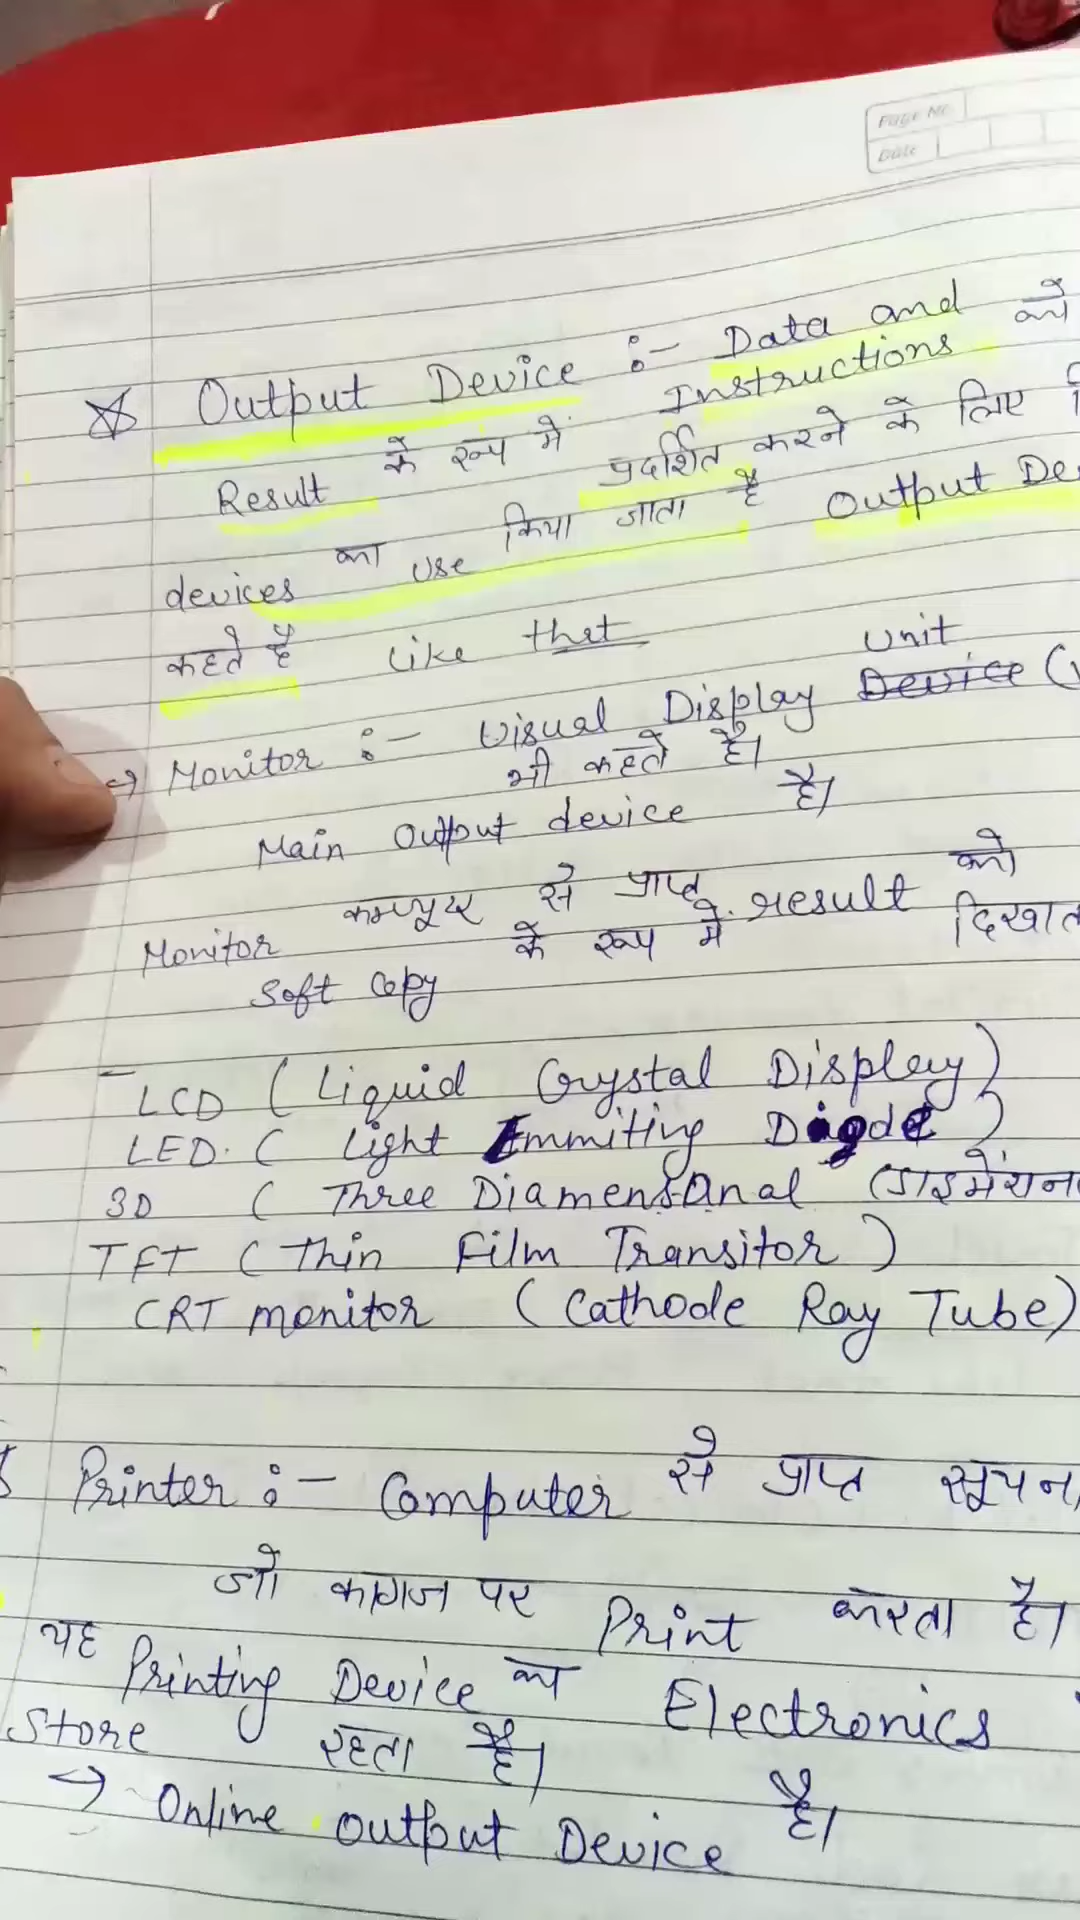 Page No.
Date
☆ Output Device :- Data and Instructions को
Result के रूप में प्रदर्शित करने के लिए
devices का use किया जाता है Output De
कहते है Like that
Unit
→ Monitor :- Visual Display Device (
भी कहते है।
Main Output device है।
Monitor कम्प्यूटर से प्राप्त result को
Soft Copy के रूप में दिखात
LCD (Liquid Crystal Display)
LED. (Light Emmiting Diode)
3D (Three Diamensanal (डाइमेंशन
TFT (Thin Film Transitor)
CRT monitor (Cathode Ray Tube)
Printer :- Computer से प्राप्त सूचना
जो कागज पर Print करता है।
यह Printing Device का Electronics
Store रहता है।
→ Online Output Device है।